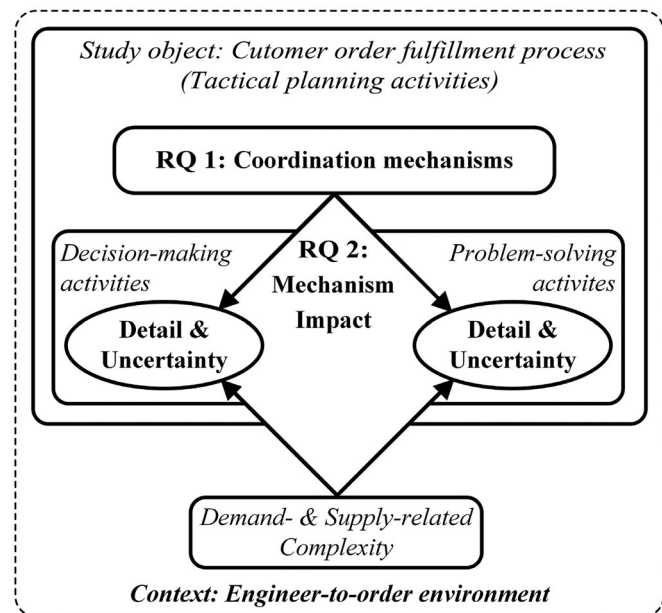 Study object: Cutomer order fulfillment process
(Tactical planning activities)
RQ 1: Coordination mechanisms
Decision-making
activities
RQ 2:
Mechanism
Impact
Problem-solving
activites
Detail &
Uncertainty
Detail &
Uncertainty
Demand- & Supply-related
Complexity
Context: Engineer-to-order environment